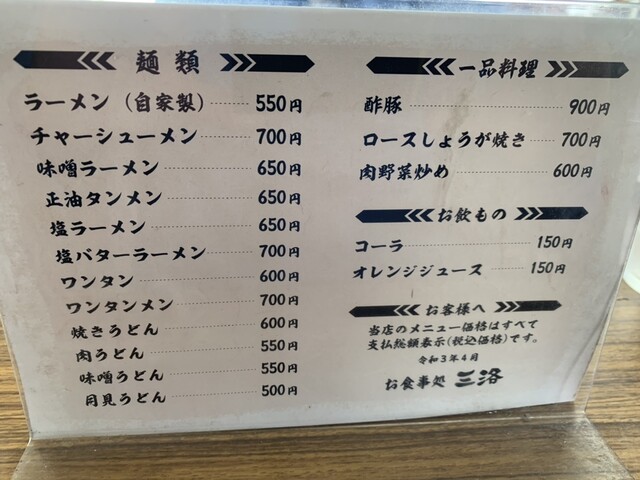 麺類
ラーメン（自家製） 550円
チャーシューメン 700円
味噌ラーメン 650円
正油タンメン 650円
塩ラーメン 650円
塩バターラーメン 700円
ワンタン 600円
ワンタンメン 700円
焼きうどん 600円
肉うどん 550円
味噌うどん 550円
月見うどん 500円
一品料理
酢豚 900円
ロースしょうが焼き 700円
肉野菜炒め 600円
お飲もの
コーラ 150円
オレンジジュース 150円
お客様へ
当店のメニュー価格はすべて
支払総額表示(税込価格)です。
令和3年4月
お食事処 三洛